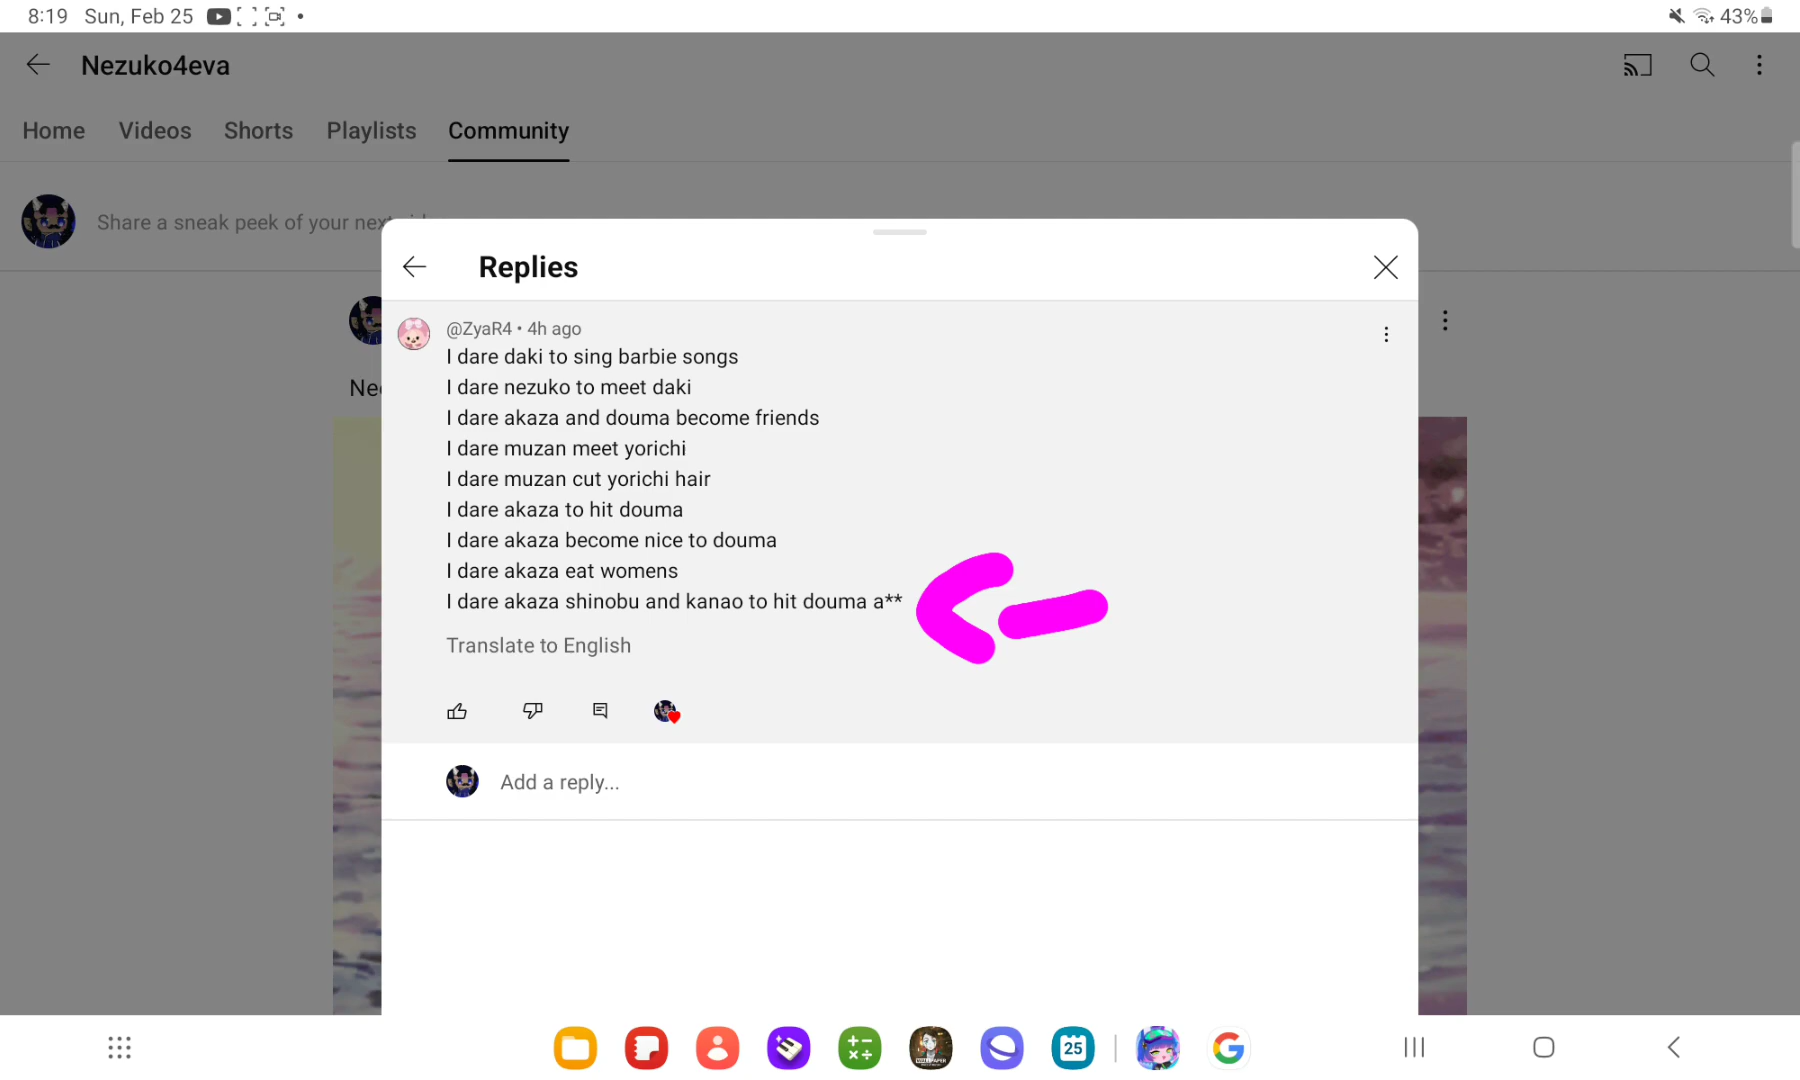 8:19 Sun, Feb 25
43%
Nezuko4eva
Home Videos Shorts Playlists Community
Share a sneak peek of your next
Replies
@ZyaR4 • 4h ago
I dare daki to sing barbie songs
I dare nezuko to meet daki
I dare akaza and douma become friends
I dare muzan meet yorichi
I dare muzan cut yorichi hair
I dare akaza to hit douma
I dare akaza become nice to douma
I dare akaza eat womens
I dare akaza shinobu and kanao to hit douma a**
Translate to English
Add a reply...
25